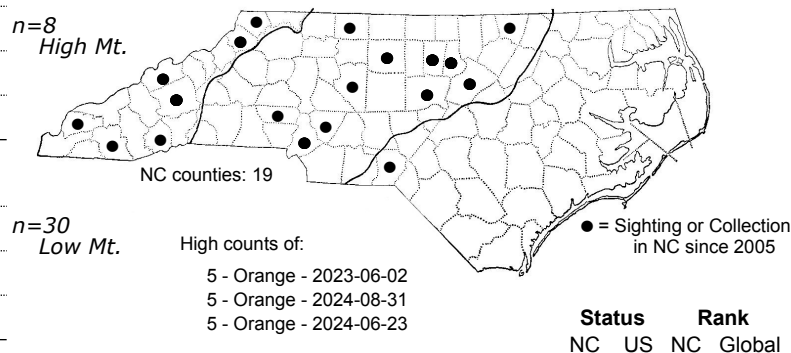 n=8
High Mt.
NC counties: 19
n=30
Low Mt.
High counts of:
5 - Orange - 2023-06-02
5 - Orange - 2024-08-31
5 - Orange - 2024-06-23
= Sighting or Collection
in NC since 2005
Status Rank
NC US NC Global